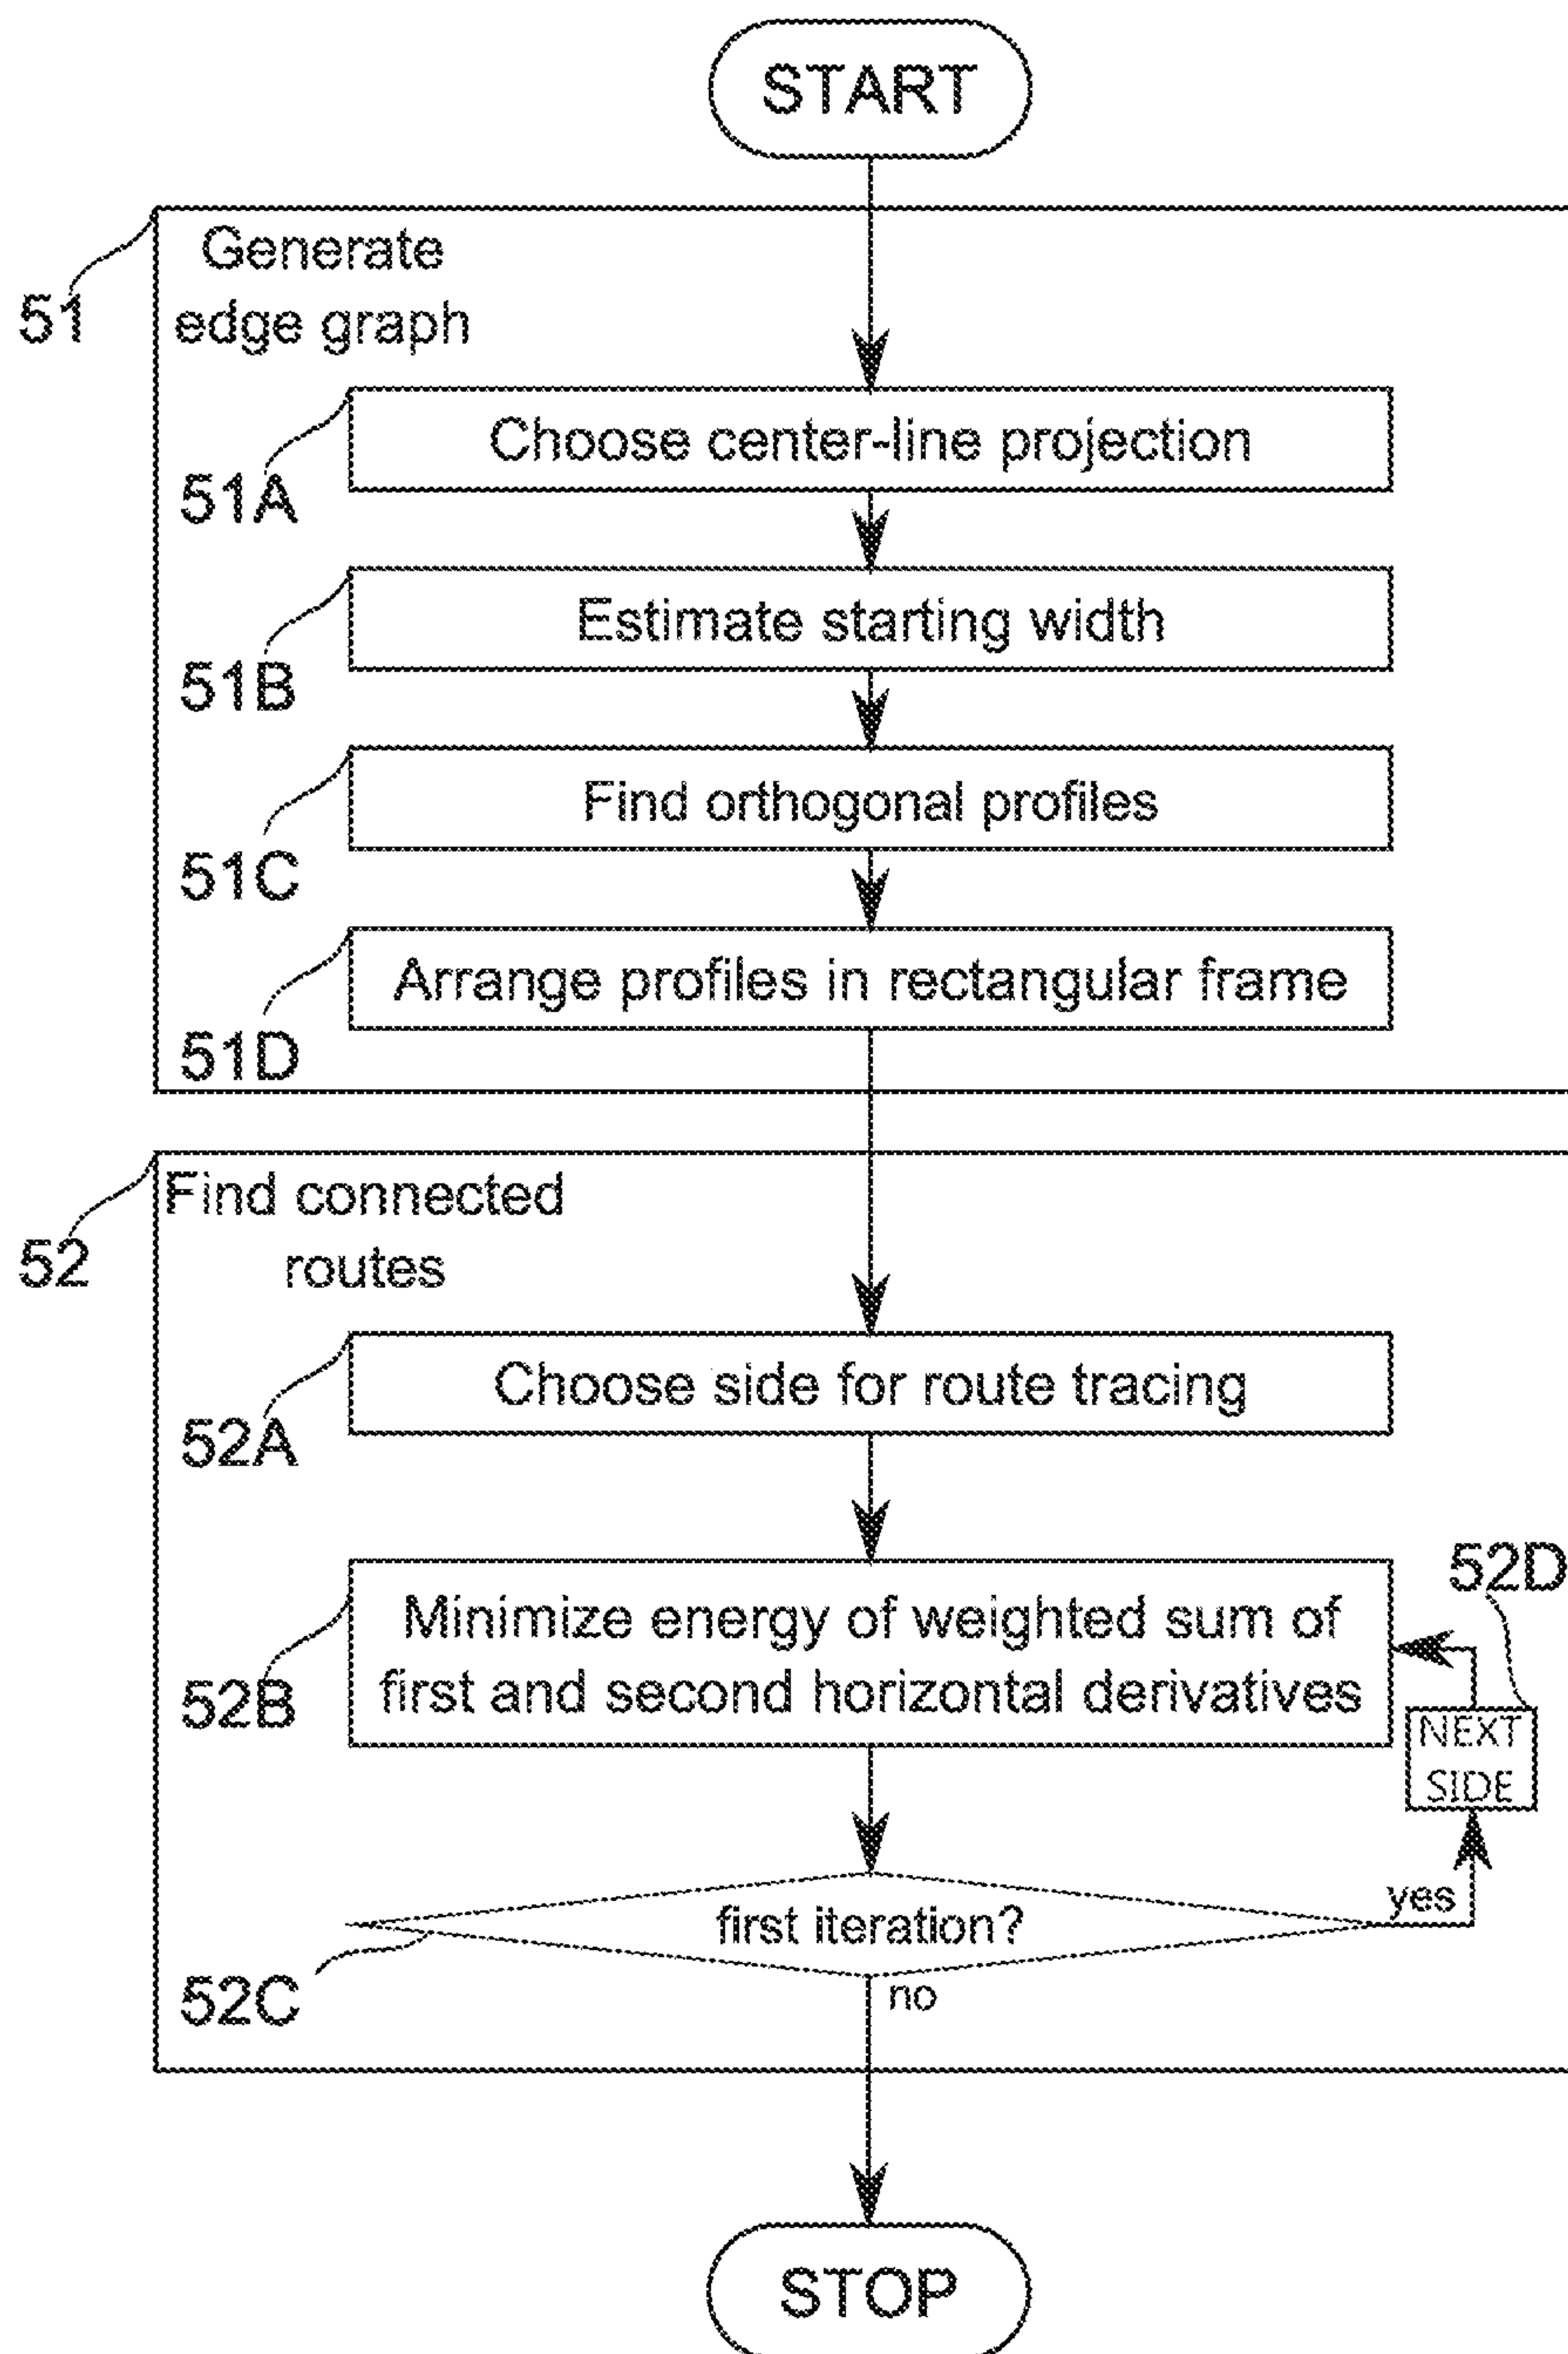 START
Generate
edge graph
51
Choose center-line projection
51A
Estimate starting width
51B
Find orthogonal profiles
51C
Arrange profiles in rectangular frame
51D
Find connected
routes
52
Choose side for route tracing
52A
52D
Minimize energy of weighted sum of
first and second horizontal derivatives
52B
NEXT
SIDE
yes
first iteration?
52C
no
STOP